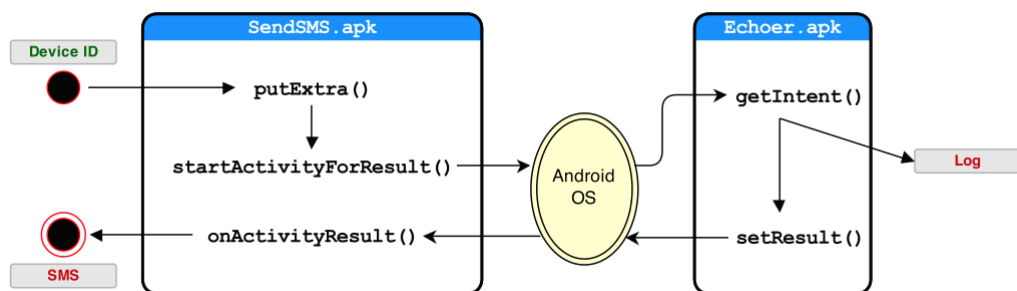 SendSMS.apk
Echoer.apk
Device ID
putExtra()
getIntent()
startActivityForResult()
Android
OS
Log
onActivityResult()
setResult()
SMS